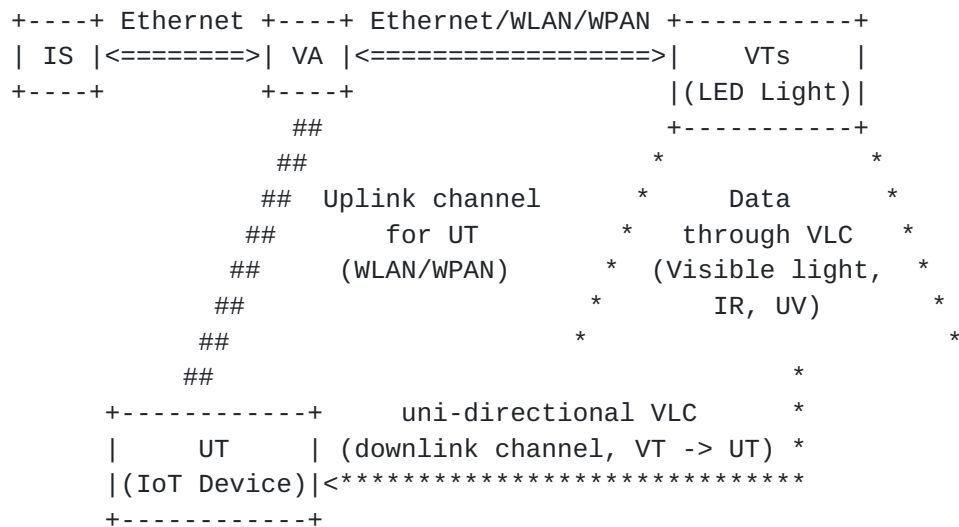 +----+ Ethernet +----+ Ethernet/WLAN/WPAN +-----------+
| IS |<========>| VA |<==================>|    VTs    |
+----+          +----+                    |(LED Light)|
                  ##                      +-----------+
                 ##                      *             *
                ##  Uplink channel      *     Data      *
               ##       for UT         *   through VLC   *
              ##     (WLAN/WPAN)      *  (Visible light,  *
             ##                      *       IR, UV)       *
            ##                      *                       *
           ##                                     *
      +------------+     uni-directional VLC      *
      |     UT     | (downlink channel, VT -> UT) *
      |(IoT Device)|<******************************
      +------------+